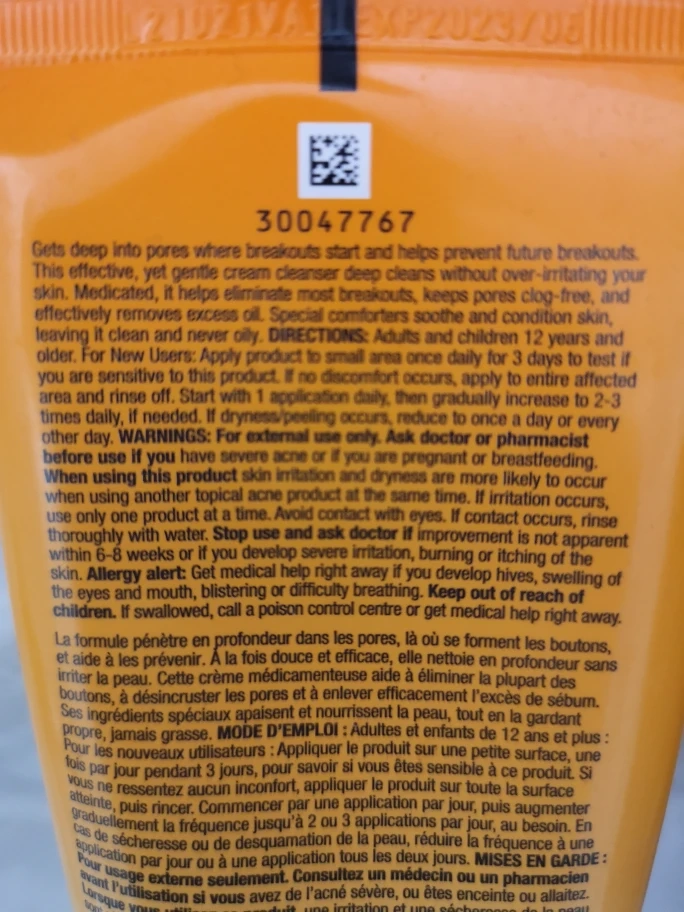 21021VA1 EXP2023/06
30047767
Gets deep into pores where breakouts start and helps prevent future breakouts.
This effective, yet gentle cream cleanser deep cleans without over-irritating your
skin. Medicated, it helps eliminate most breakouts, keeps pores clog-free, and
effectively removes excess oil. Special comforters soothe and condition skin,
leaving it clean and never oily. DIRECTIONS: Adults and children 12 years and
older. For New Users: Apply product to small area once daily for 3 days to test if
you are sensitive to this product. If no discomfort occurs, apply to entire affected
area and rinse off. Start with 1 application daily, then gradually increase to 2-3
times daily, if needed. If dryness/peeling occurs, reduce to once a day or every
other day. WARNINGS: For external use only. Ask doctor or pharmacist
before use if you have severe acne or if you are pregnant or breastfeeding.
When using this product skin irritation and dryness are more likely to occur
when using another topical acne product at the same time. If irritation occurs,
use only one product at a time. Avoid contact with eyes. If contact occurs, rinse
thoroughly with water. Stop use and ask doctor if improvement is not apparent
within 6-8 weeks or if you develop severe irritation, burning or itching of the
skin. Allergy alert: Get medical help right away if you develop hives, swelling of
the eyes and mouth, blistering or difficulty breathing. Keep out of reach of
children. If swallowed, call a poison control centre or get medical help right away.
La formule pénètre en profondeur dans les pores, là où se forment les boutons,
et aide à les prévenir. À la fois douce et efficace, elle nettoie en profondeur sans
irriter la peau. Cette crème médicamenteuse aide à éliminer la plupart des
boutons, à désincruster les pores et à enlever efficacement l'excès de sébum.
Ses ingrédients spéciaux apaisent et nourrissent la peau, tout en la gardant
propre, jamais grasse. MODE D'EMPLOI : Adultes et enfants de 12 ans et plus :
Pour les nouveaux utilisateurs : Appliquer le produit sur une petite surface, une
fois par jour pendant 3 jours, pour savoir si vous êtes sensible à ce produit. Si
vous ne ressentez aucun inconfort, appliquer le produit sur toute la surface
atteinte, puis rincer. Commencer par une application par jour, puis augmenter
graduellement la fréquence jusqu'à 2 ou 3 applications par jour, au besoin. En
cas de sécheresse ou de desquamation de la peau, réduire la fréquence à une
application par jour ou à une application tous les deux jours. MISES EN GARDE :
Pour usage externe seulement. Consultez un médecin ou un pharmacien
avant l'utilisation si vous avez de l'acné sévère, ou êtes enceinte ou allaitez.
Lorsque vous utilisez ce produit, une irritation et une sécheresse de la peau